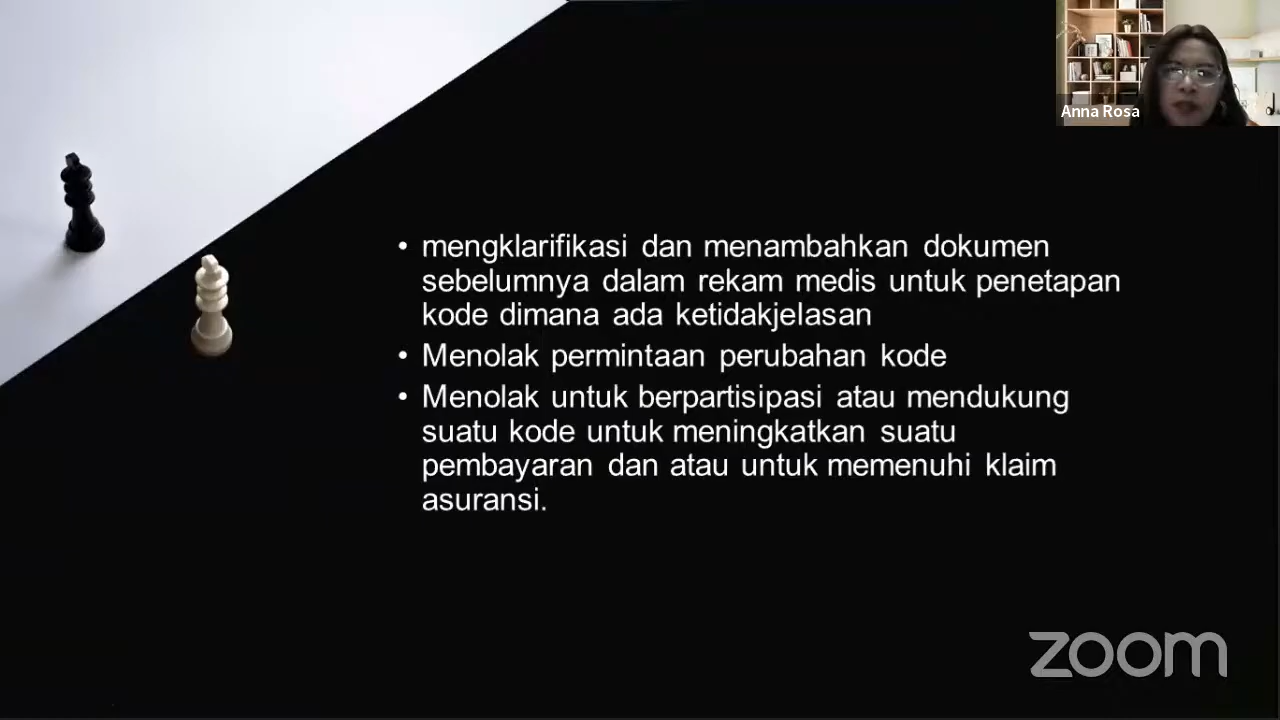 Anna Rosa
• mengklarifikasi dan menambahkan dokumen
sebelumnya dalam rekam medis untuk penetapan
kode dimana ada ketidakjelasan
• Menolak permintaan perubahan kode
• Menolak untuk berpartisipasi atau mendukung
suatu kode untuk meningkatkan suatu
pembayaran dan atau untuk memenuhi klaim
asuransi.
zoom